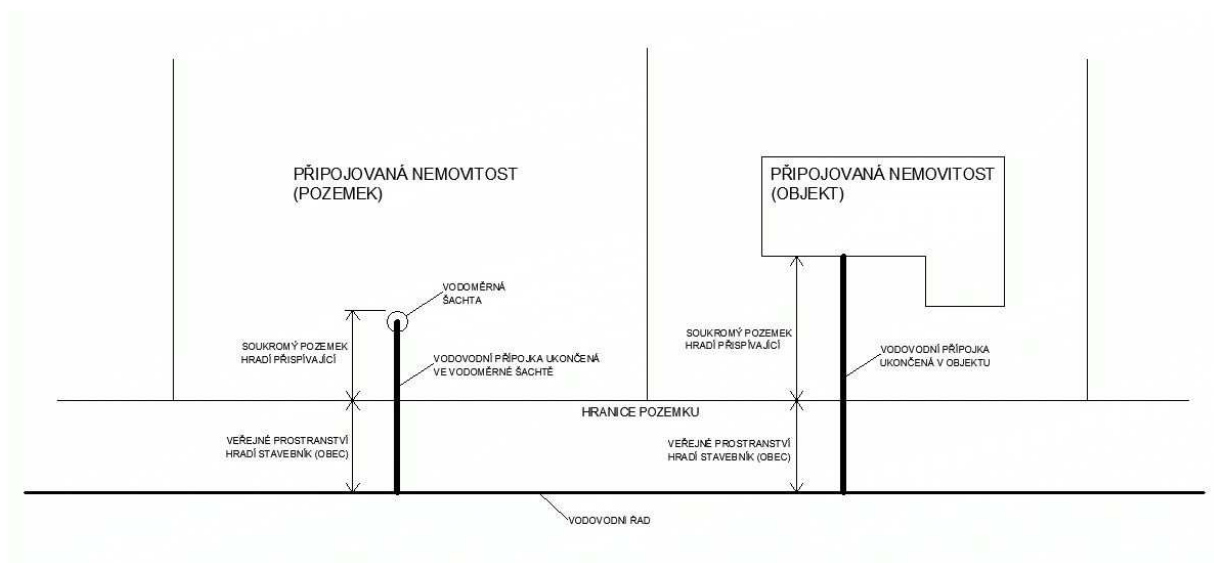 PŘIPOJOVANÁ NEMOVITOST
(POZEMEK)
PŘIPOJOVANÁ NEMOVITOST
(OBJEKT)
VODOMĚRNÁ
ŠACHTA
SOUKROMÝ POZEMEK
HRADÍ PŘISPÍVAJÍCÍ
VODOVODNÍ PŘÍPOJKA UKONČENÁ
VE VODOMĚRNÉ ŠACHTĚ
SOUKROMÝ POZEMEK
HRADÍ PŘISPÍVAJÍCÍ
VODOVODNÍ PŘÍPOJKA
UKONČENÁ V OBJEKTU
HRANICE POZEMKU
VEŘEJNÉ PROSTRANSTVÍ
HRADÍ STAVEBNÍK (OBEC)
VEŘEJNÉ PROSTRANSTVÍ
HRADÍ STAVEBNÍK (OBEC)
VODOVODNÍ ŘAD